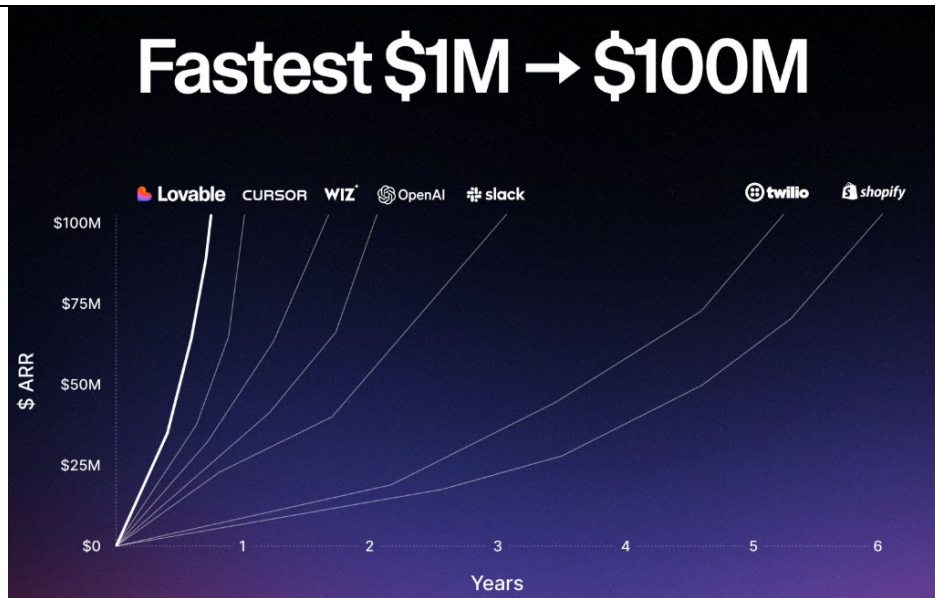 Fastest $1M → $100M
Lovable CURSOR WIZ OpenAI slack twilio shopify
$100M
$75M
$50M
$25M
$0
$ ARR
1 2 3 4 5 6
Years